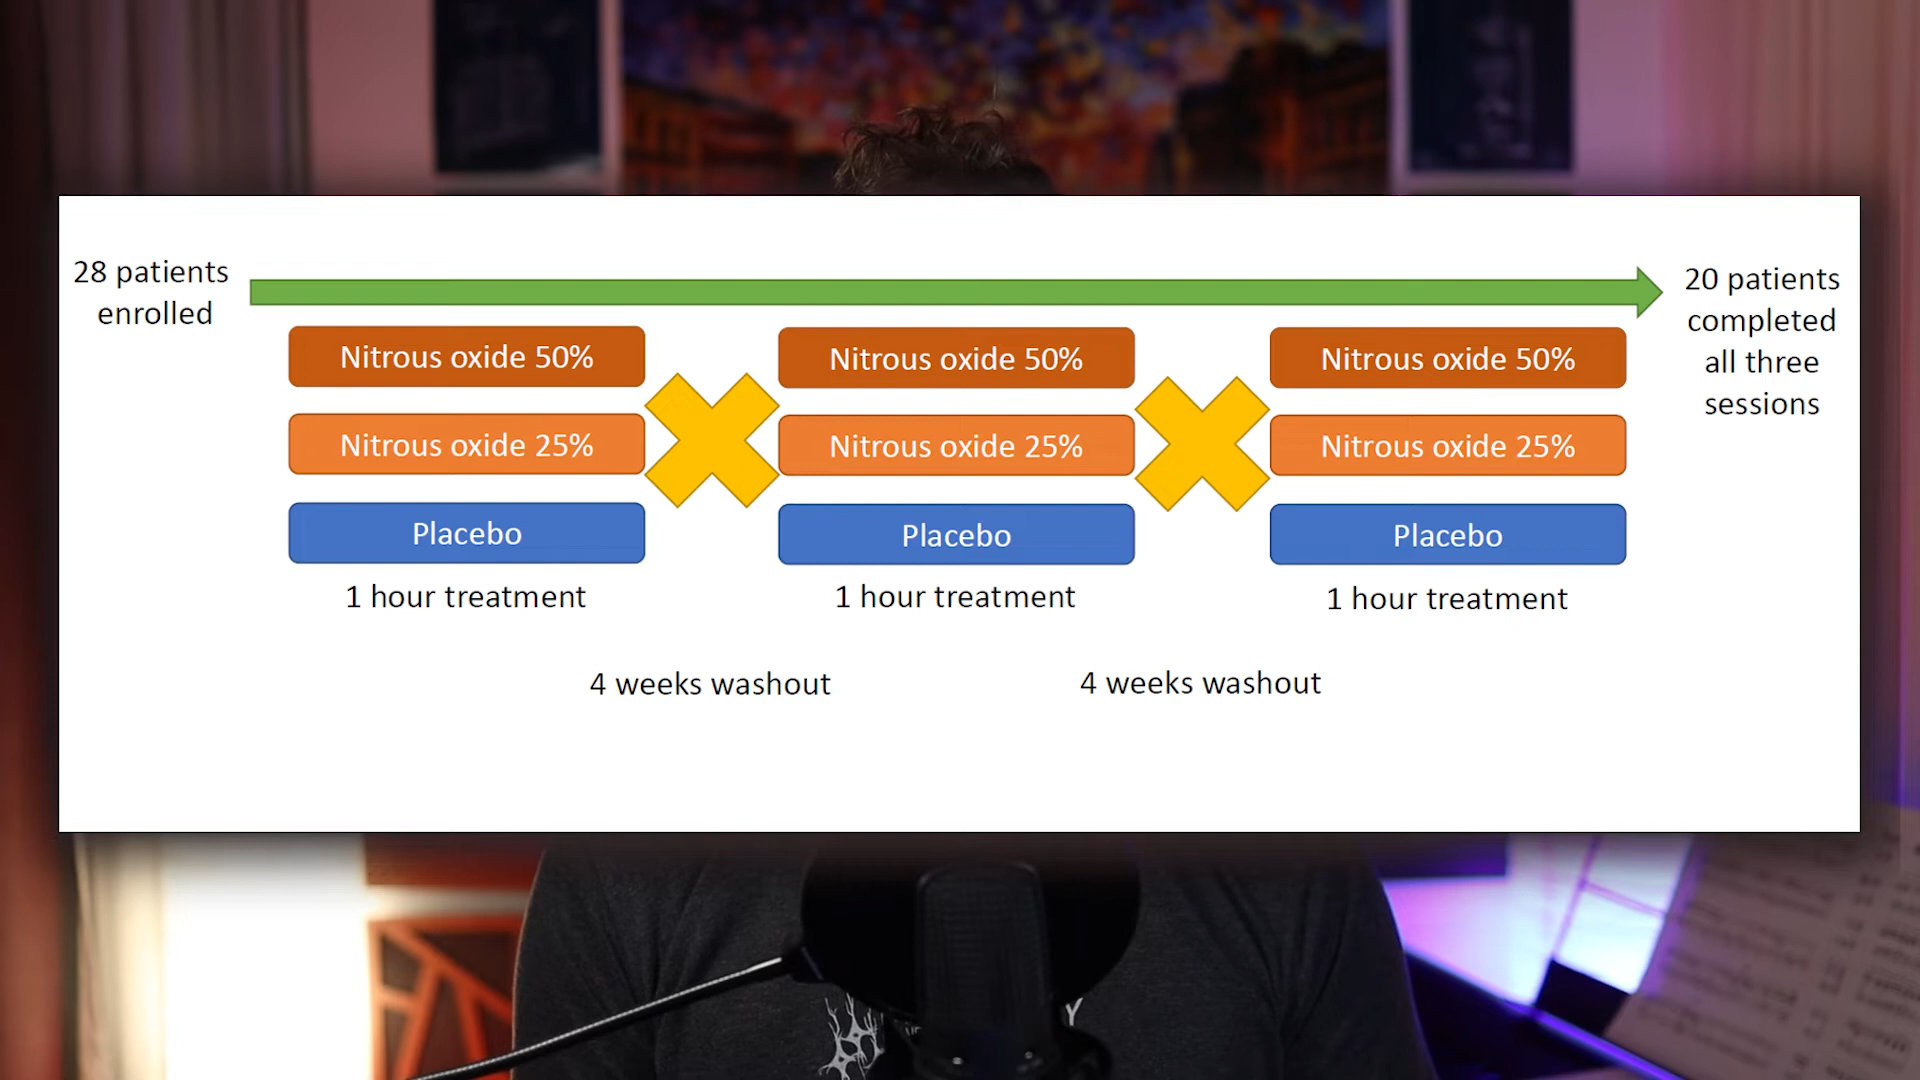 28 patients
enrolled
20 patients
completed
all three
sessions
Nitrous oxide 50%
Nitrous oxide 50%
Nitrous oxide 50%
Nitrous oxide 25%
Nitrous oxide 25%
Nitrous oxide 25%
Placebo
Placebo
Placebo
1 hour treatment
1 hour treatment
1 hour treatment
4 weeks washout
4 weeks washout